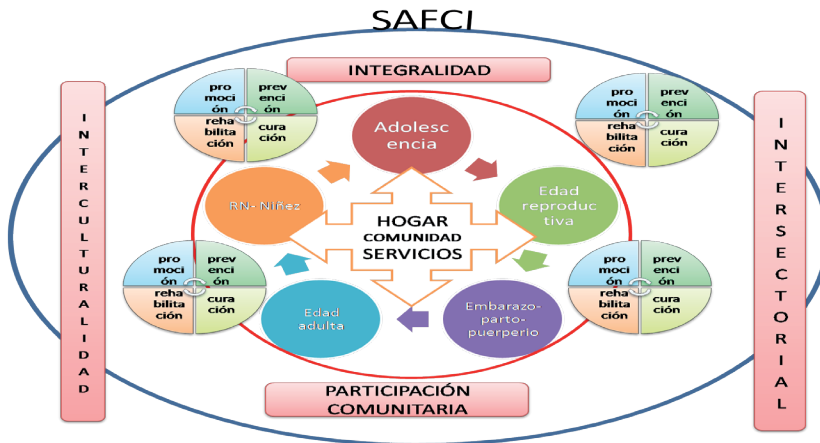 SAFCI
INTEGRALIDAD
pro
moci
ón
prev
enci
ón
reha
bilita
ción
cura
ción
pro
moci
ón
prev
enci
ón
reha
bilita
ción
cura
ción
I
N
T
E
R
C
U
L
T
U
R
A
L
I
D
A
D
I
N
T
E
R
S
E
C
T
O
R
I
A
L
Adolesc
encia
RN- Niñez
Edad
reproduc
tiva
HOGAR
COMUNIDAD
SERVICIOS
pro
moci
ón
prev
enci
ón
reha
bilita
ción
cura
ción
pro
moci
ón
prev
enci
ón
reha
bilita
ción
cura
ción
Edad
adulta
Embarazo-
parto-
puerperio
PARTICIPACIÓN
COMUNITARIA